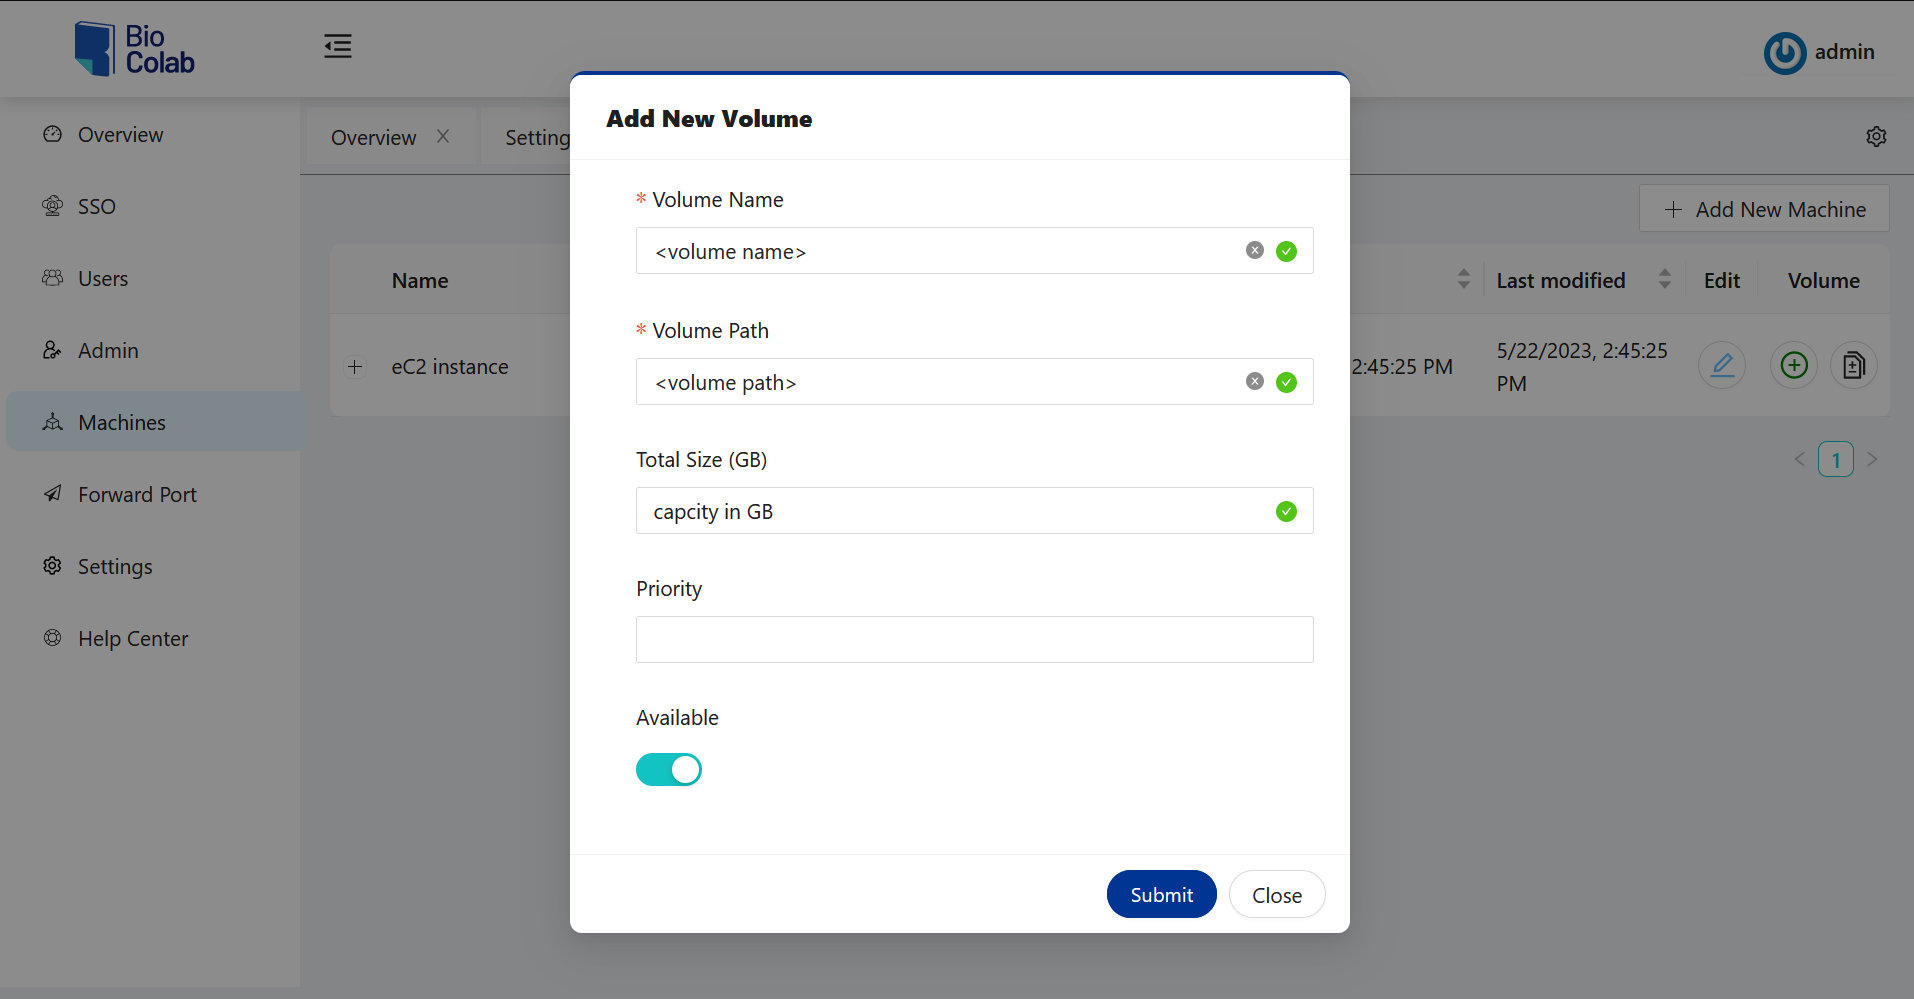 Bio
Colab
admin
Overview
SSO
Users
Admin
Machines
Forward Port
Settings
Help Center
Overview
Setting
Add New Machine
Name
Last modified
Edit
Volume
eC2 instance
2:45:25 PM
5/22/2023, 2:45:25
PM
1
Add New Volume
* Volume Name
<volume name>
* Volume Path
<volume path>
Total Size (GB)
capcity in GB
Priority
Available
Submit
Close